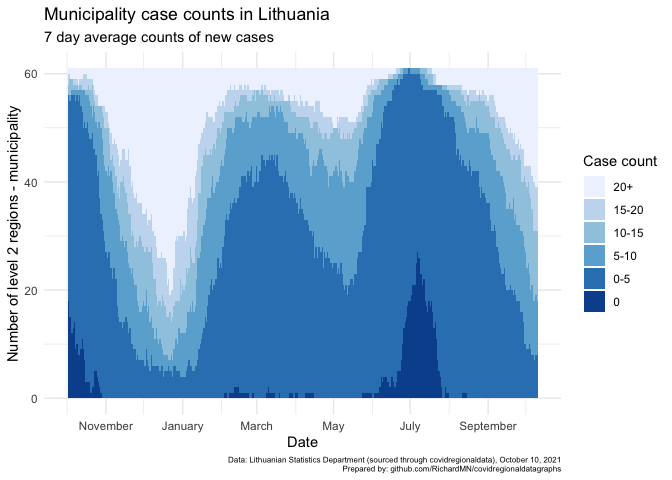 Municipality case counts in Lithuania
7 day average counts of new cases
Number of level 2 regions - municipality
60
40
20
0
November January March May July September
Date
Case count
20+
15-20
10-15
5-10
0-5
0
Data: Lithuanian Statistics Department (sourced through covidregionaldata), October 10, 2021
Prepared by: github.com/RichardMN/covidregionaldatagraphs